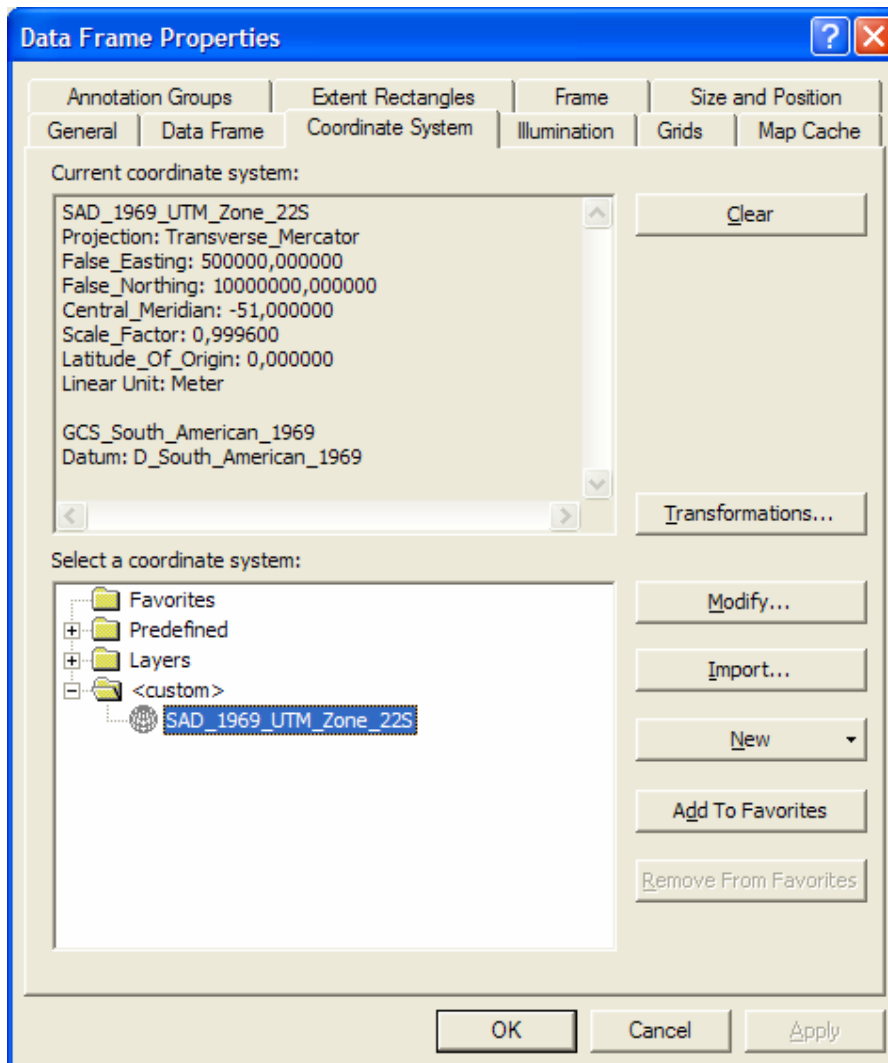 Data Frame Properties
Annotation Groups Extent Rectangles Frame Size and Position
General Data Frame Coordinate System Illumination Grids Map Cache
Current coordinate system:
SAD_1969_UTM_Zone_22S
Projection: Transverse_Mercator
False_Easting: 500000,000000
False_Northing: 10000000,000000
Central_Meridian: -51,000000
Scale_Factor: 0,999600
Latitude_Of_Origin: 0,000000
Linear Unit: Meter
GCS_South_American_1969
Datum: D_South_American_1969
Clear
Transformations...
Select a coordinate system:
Favorites
Predefined
Layers
<custom>
SAD_1969_UTM_Zone_22S
Modify...
Import...
New
Add To Favorites
Remove From Favorites
OK Cancel Apply